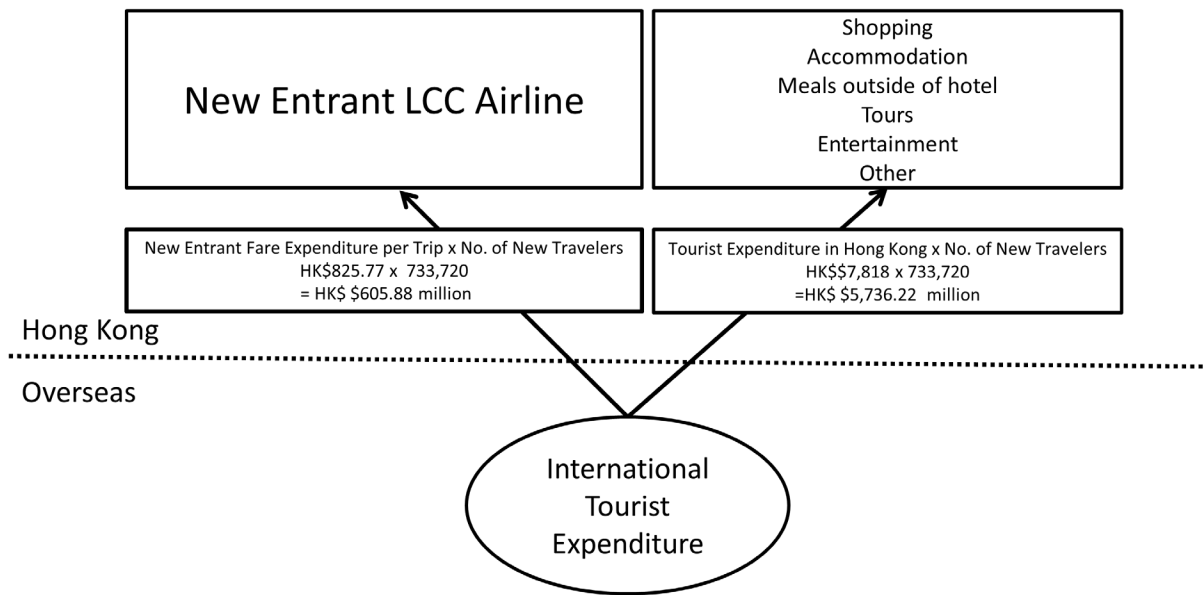 New Entrant LCC Airline
Shopping
Accommodation
Meals outside of hotel
Tours
Entertainment
Other
New Entrant Fare Expenditure per Trip x No. of New Travelers
HK$825.77 x 733,720
= HK$ $605.88 million
Tourist Expenditure in Hong Kong x No. of New Travelers
HK$$7,818 x 733,720
=HK$ $5,736.22 million
Hong Kong
Overseas
International
Tourist
Expenditure